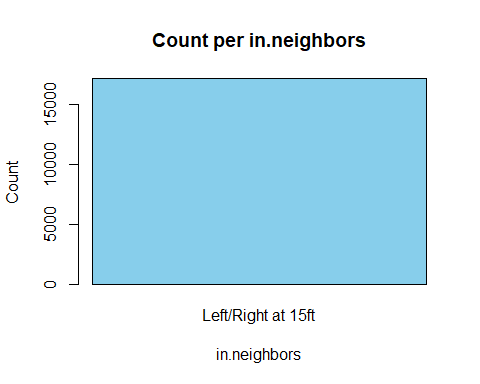 Count per in.neighbors
Count
15000
10000
5000
0
Left/Right at 15ft
in.neighbors